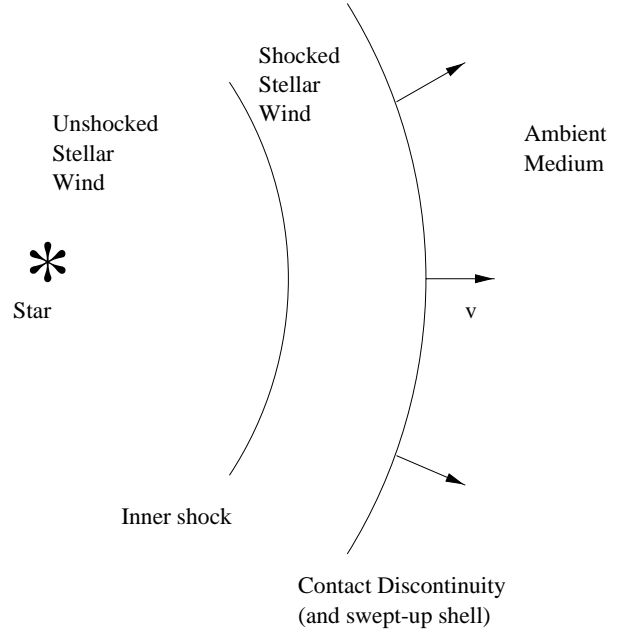 Shocked
Stellar
Wind
Unshocked
Stellar
Wind
Ambient
Medium
Star
v
Inner shock
Contact Discontinuity
(and swept-up shell)